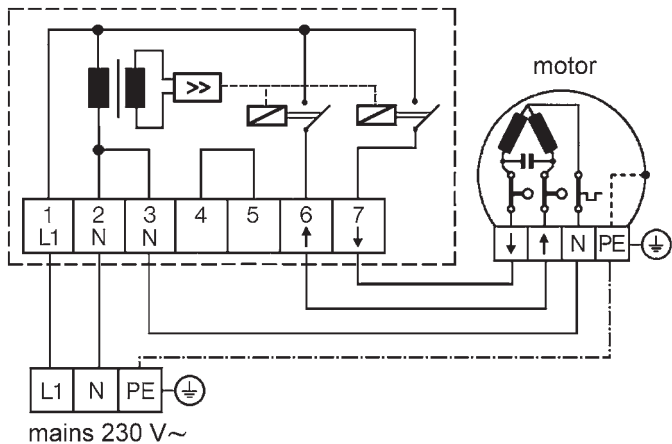 motor
>>
1 2 3 4 5 6 7
L1 N N ↑ ↓
↓ ↑ N PE
L1 N PE
mains 230 V~